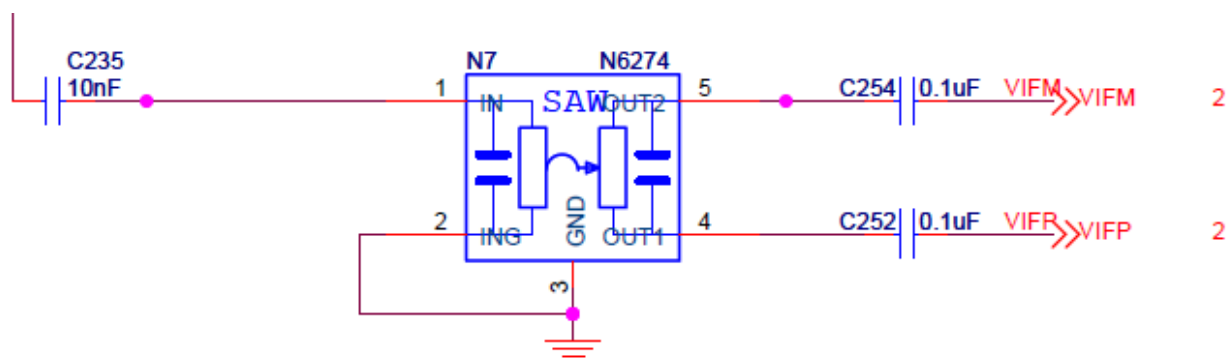 C235
10nF
N7
N6274
1
IN
SAW
OUT2
5
C254
0.1uF
VIFM
VIFM
2
2
ING
GND
OUT1
4
C252
0.1uF
VIFP
VIFP
2
3